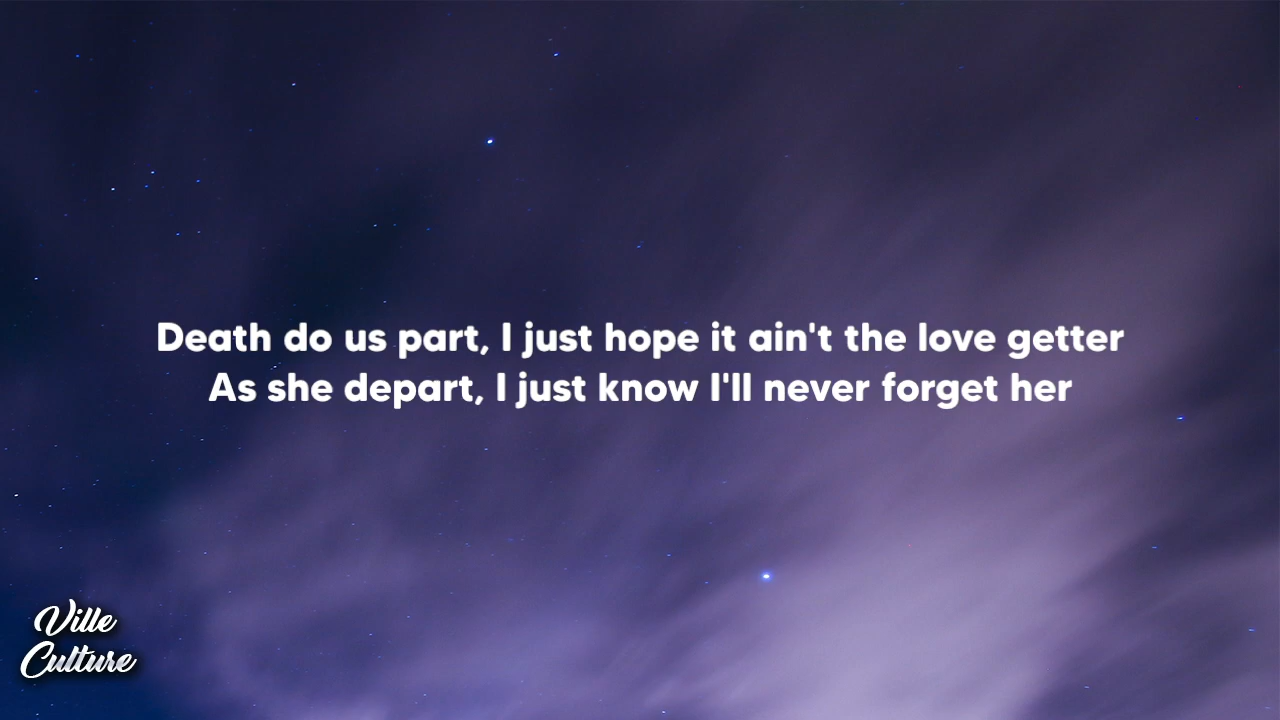 Death do us part, I just hope it ain't the love getter
As she depart, I just know I'll never forget her
Ville
Culture